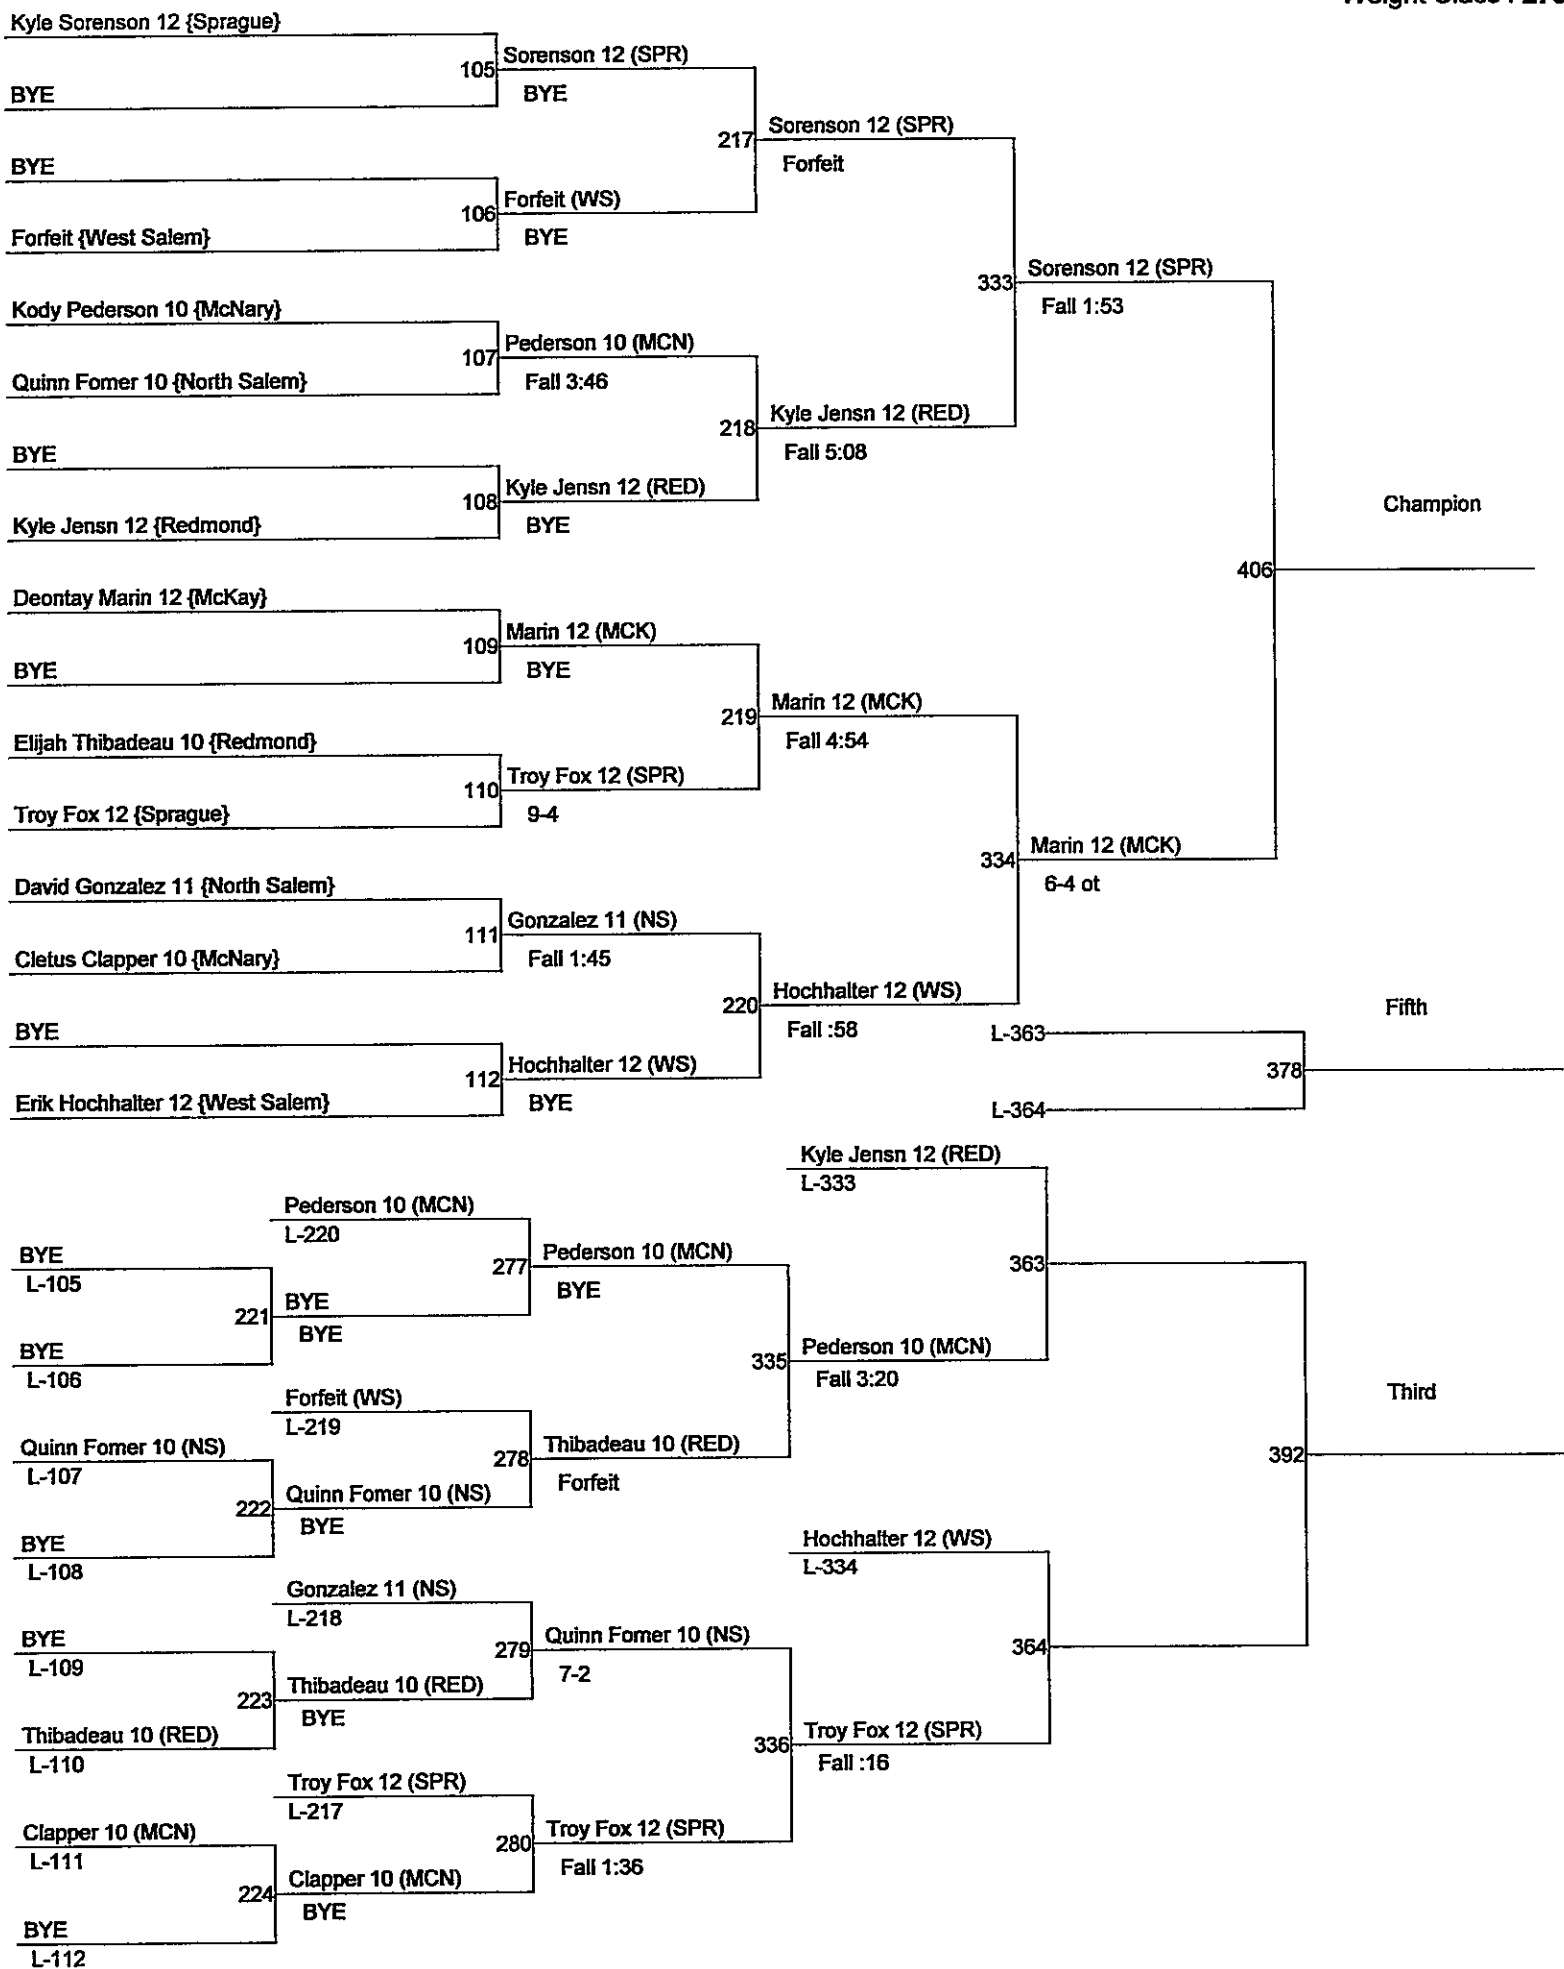 Kyle Sorenson 12 {Sprague}
105
Sorenson 12 (SPR)
BYE
BYE
217
Sorenson 12 (SPR)
Forfeit
BYE
106
Forfeit (WS)
Forfeit {West Salem}
BYE
333
Sorenson 12 (SPR)
Fall 1:53
Kody Pederson 10 {McNary}
107
Pederson 10 (MCN)
Quinn Fomer 10 {North Salem}
Fall 3:46
218
Kyle Jensn 12 (RED)
Fall 5:08
BYE
108
Kyle Jensn 12 (RED)
Kyle Jensn 12 {Redmond}
BYE
Champion
406
Deontay Marin 12 {McKay}
109
Marin 12 (MCK)
BYE
BYE
219
Marin 12 (MCK)
Fall 4:54
Elijah Thibadeau 10 {Redmond}
110
Troy Fox 12 (SPR)
Troy Fox 12 {Sprague}
9-4
334
Marin 12 (MCK)
6-4 ot
David Gonzalez 11 {North Salem}
111
Gonzalez 11 (NS)
Cletus Clapper 10 {McNary}
Fall 1:45
220
Hochhalter 12 (WS)
Fall :58
BYE
112
Hochhalter 12 (WS)
Erik Hochhalter 12 {West Salem}
BYE
Fifth
L-363
378
L-364
Kyle Jensn 12 (RED)
L-333
Pederson 10 (MCN)
L-220
277
Pederson 10 (MCN)
BYE
363
BYE
L-105
221
BYE
BYE
BYE
L-106
335
Pederson 10 (MCN)
Fall 3:20
Forfeit (WS)
L-219
Third
Quinn Fomer 10 (NS)
L-107
278
Thibadeau 10 (RED)
Forfeit
392
222
Quinn Fomer 10 (NS)
BYE
BYE
L-108
Hochhalter 12 (WS)
L-334
Gonzalez 11 (NS)
L-218
BYE
L-109
279
Quinn Fomer 10 (NS)
7-2
364
223
Thibadeau 10 (RED)
BYE
Thibadeau 10 (RED)
L-110
336
Troy Fox 12 (SPR)
Fall :16
Troy Fox 12 (SPR)
L-217
Clapper 10 (MCN)
L-111
280
Troy Fox 12 (SPR)
Fall 1:36
224
Clapper 10 (MCN)
BYE
BYE
L-112